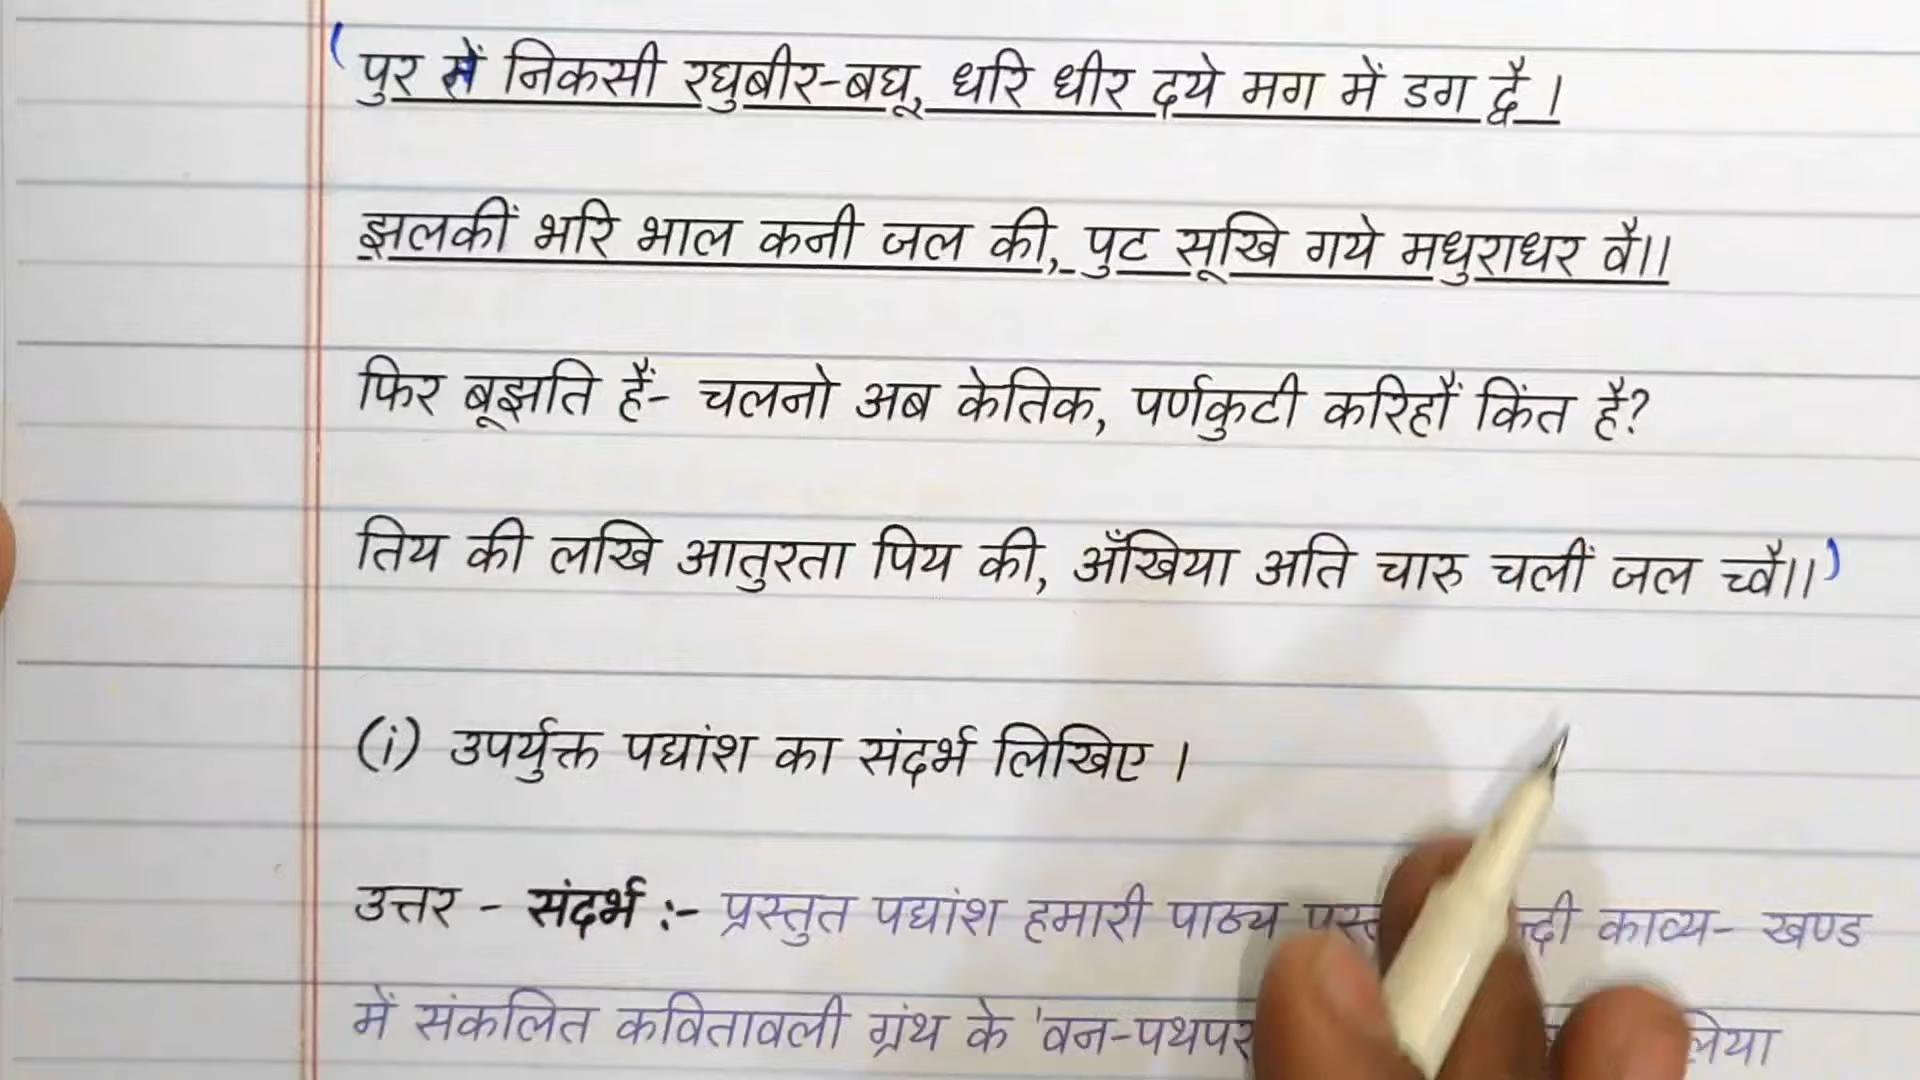 (पुर में निकसी रघुबीर-बघू, धरि धीर दये मग में डग द्वै।
झलकीं भरि भाल कनी जल की, पुट सूखि गये मधुराधर वै॥
फिर बूझति हैं- चलनो अब केतिक, पर्णकुटी करिहौं कित है?
तिय की लखि आतुरता पिय की, अँखिया अति चारु चलीं जल च्वै॥)
(i) उपर्युक्त पद्यांश का संदर्भ लिखिए।
उत्तर - संदर्भ :- प्रस्तुत पद्यांश हमारी पाठ्य काव्य- खण्ड
में संकलित कवितावली ग्रंथ के 'वन-पथपर